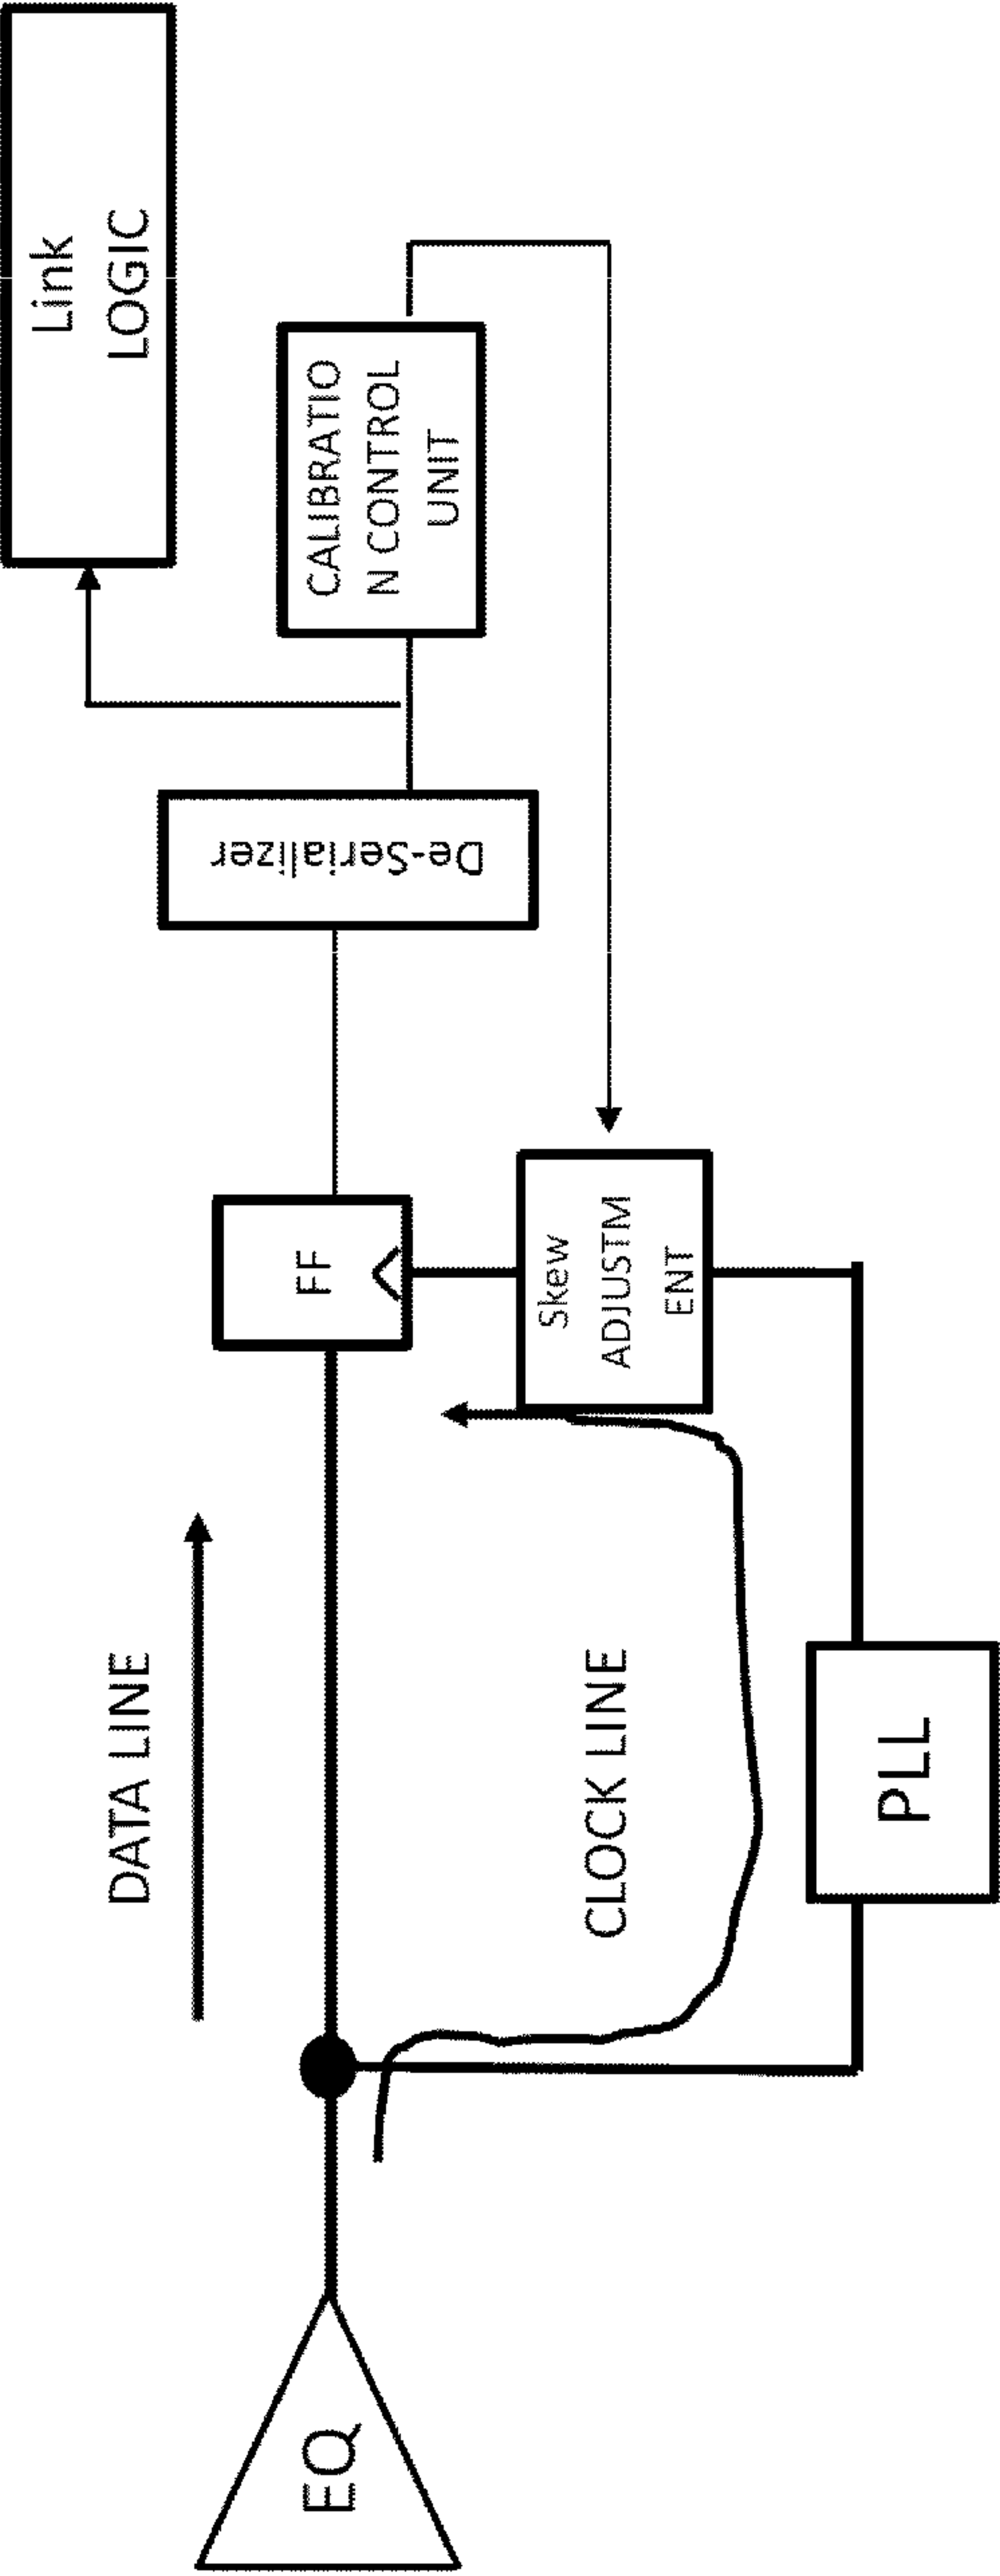 Link
LOGIC
CALIBRATIO
N CONTROL
UNIT
De-Serializer
FF
Skew
ADJUSTM
ENT
DATA LINE
CLOCK LINE
PLL
EQ